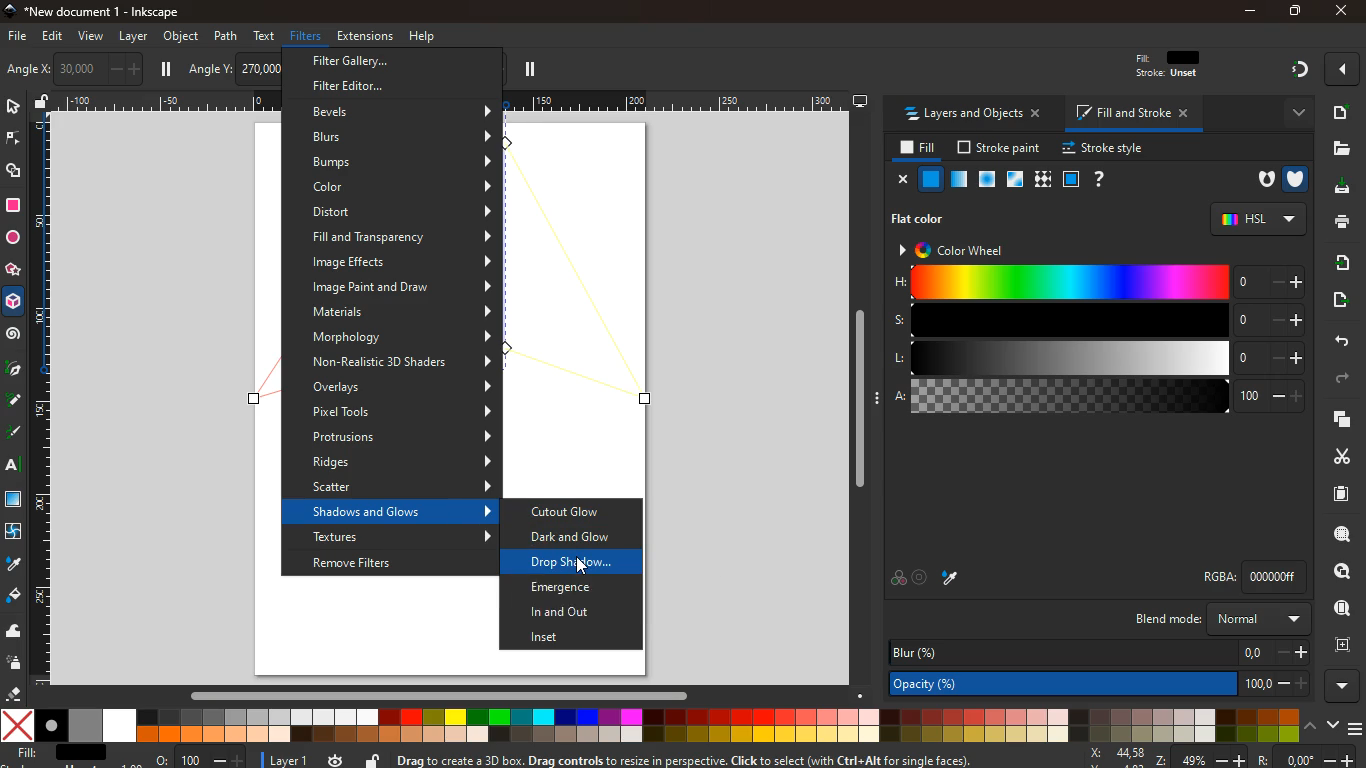 *New document 1 - Inkscape
File Edit View Layer Object Path Text Filters Extensions Help
Angle X: 30,000 Angle Y: 270,000
Fill:
Stroke: Unset
Filter Gallery...
Filter Editor...
Bevels
Blurs
Bumps
Color
Distort
Fill and Transparency
Image Effects
Image Paint and Draw
Materials
Morphology
Non-Realistic 3D Shaders
Overlays
Pixel Tools
Protrusions
Ridges
Scatter
Shadows and Glows
Textures
Remove Filters
Cutout Glow
Dark and Glow
Drop Shadow...
Emergence
In and Out
Inset
-100 -50 0 150 200 250 300
0
50
100
150
200
250
Layers and Objects
Fill and Stroke
Fill Stroke paint Stroke style
Flat color
HSL
Color Wheel
H: 0
S: 0
L: 0
A: 100
RGBA: 000000ff
Blend mode: Normal
Blur (%) 0,0
Opacity (%) 100,0
Fill:
O: 100
Layer 1
Drag to create a 3D box. Drag controls to resize in perspective. Click to select (with Ctrl+Alt for single faces).
X: 44,58
Z: 49%
R: 0,00°